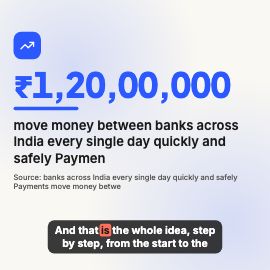 ₹1,20,00,000
move money between banks across
India every single day quickly and
safely Paymen
Source: banks across India every single day quickly and safely
Payments move money betwe
And that is the whole idea, step
by step, from the start to the